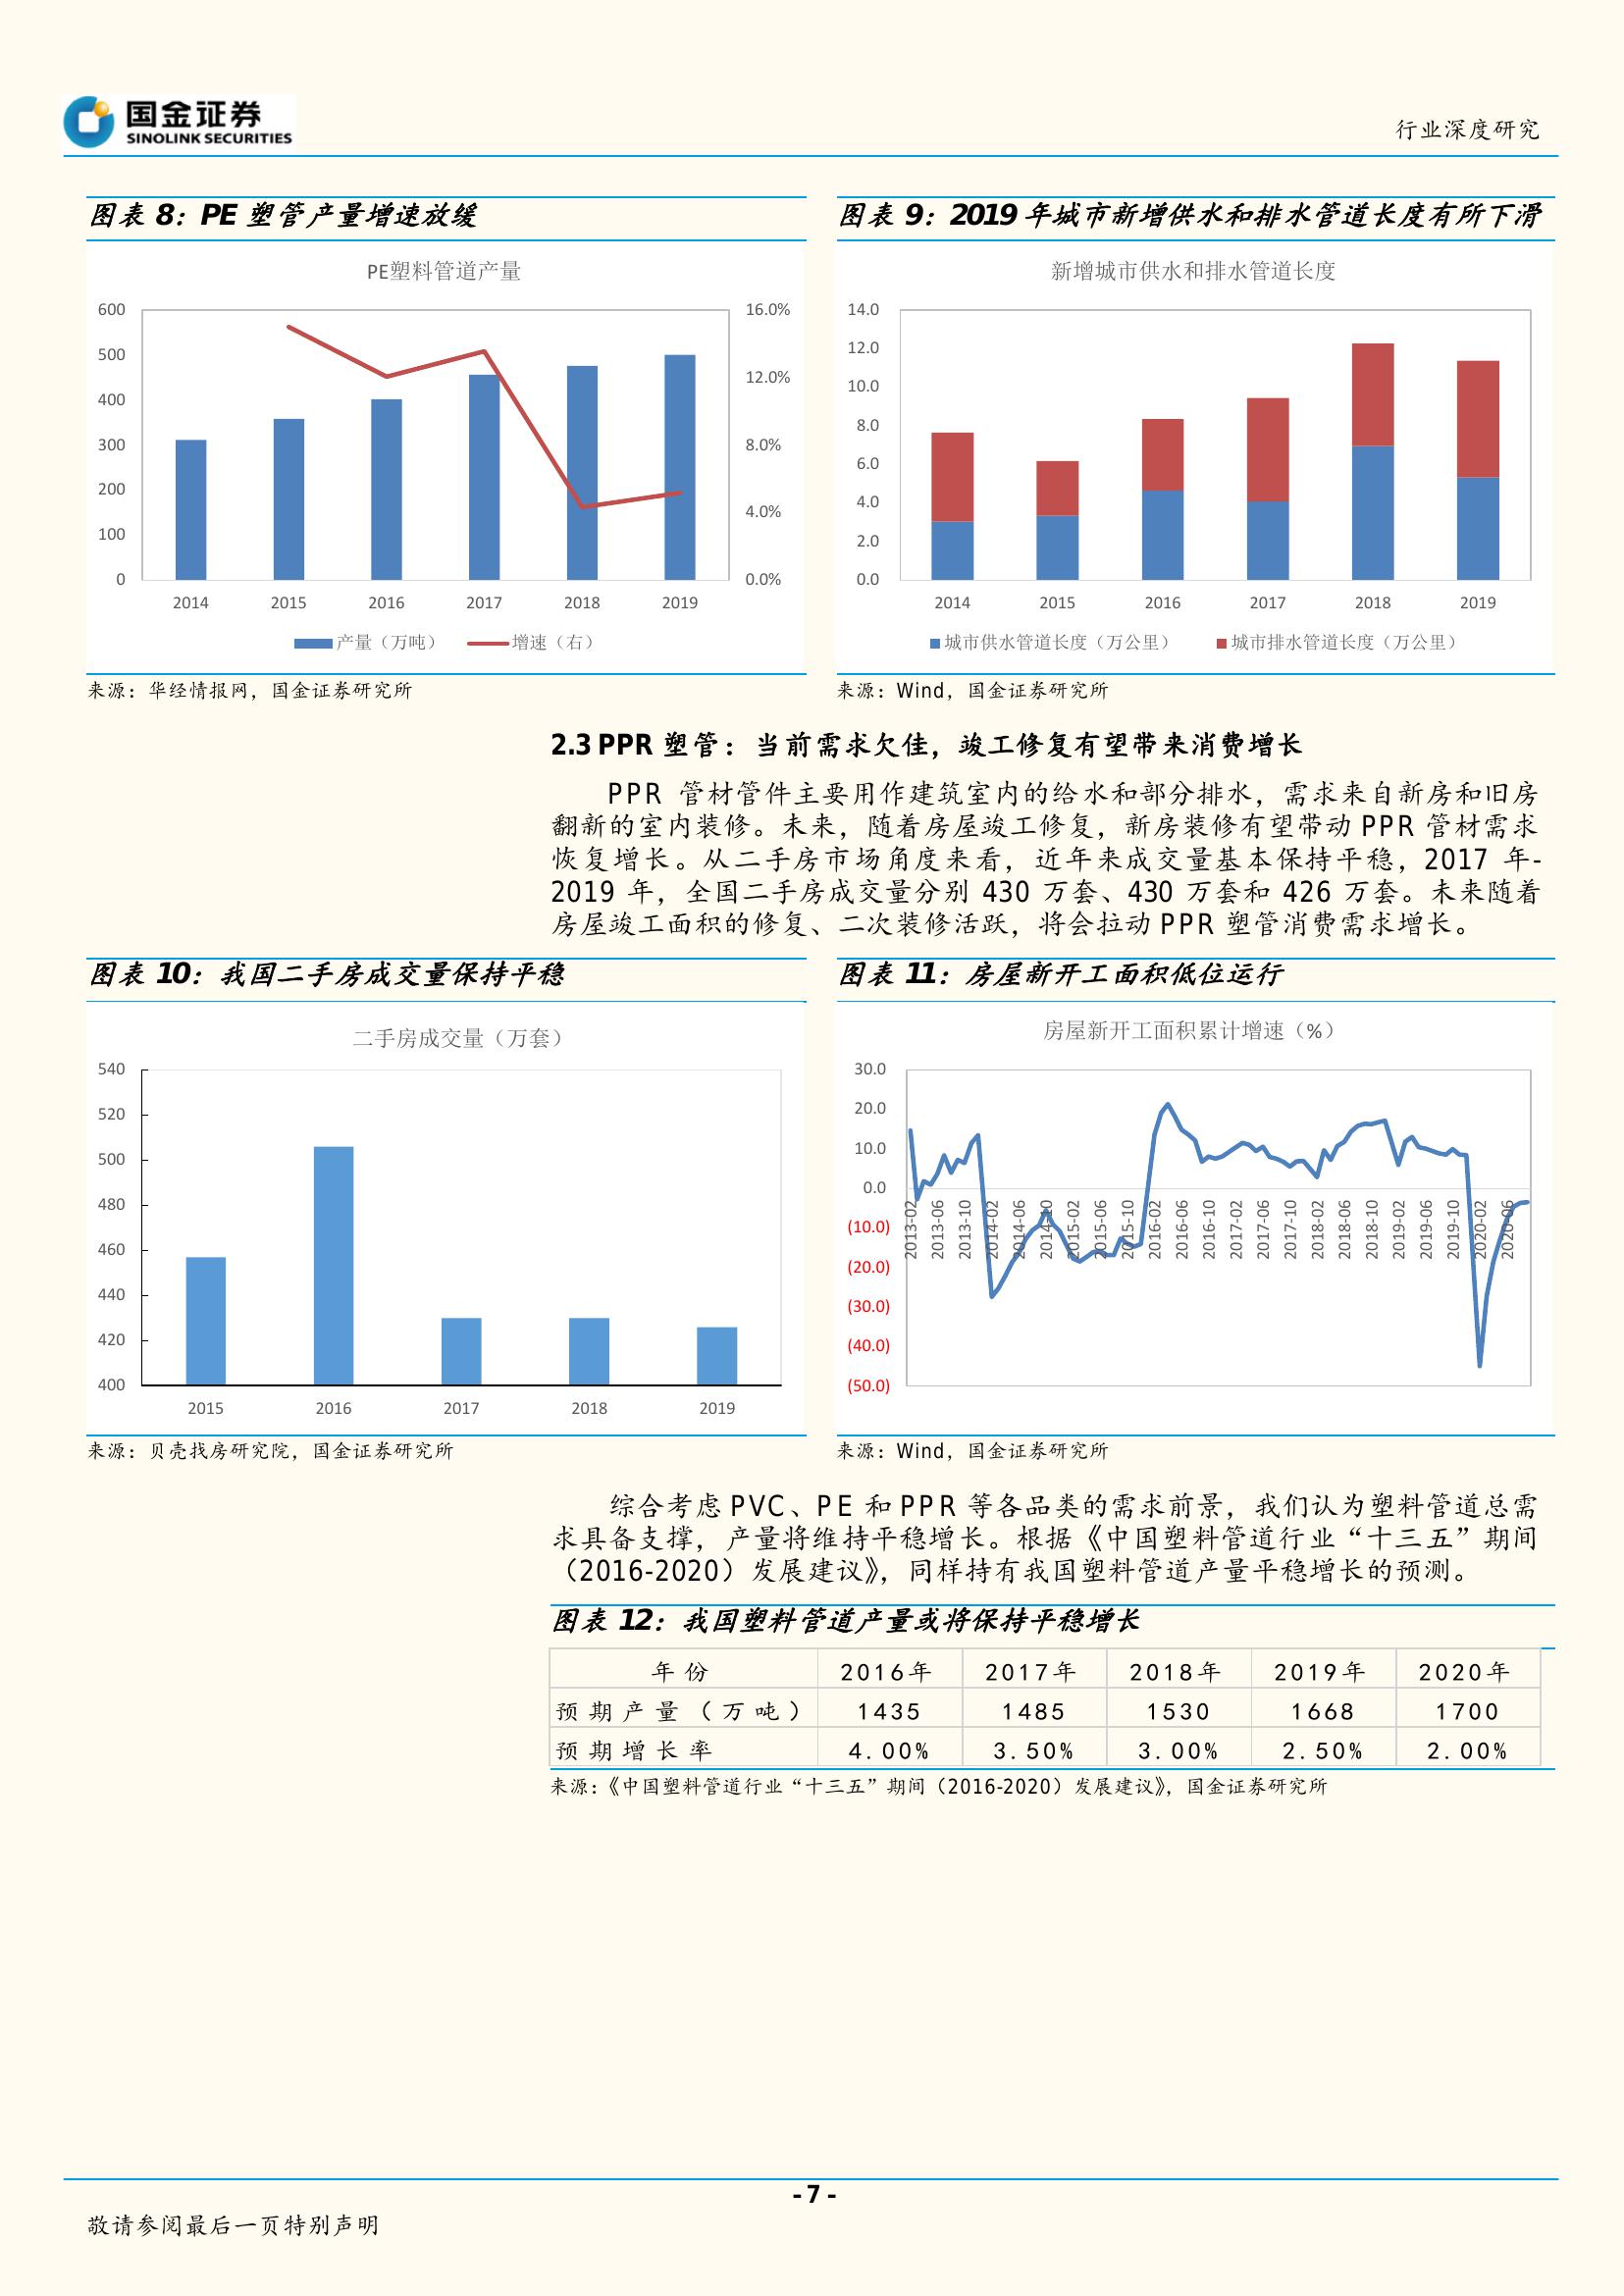 国金证券
SINOLINK SECURITIES
行业深度研究
图表 8：PE 塑管产量增速放缓
PE塑料管道产量
600
500
400
300
200
100
0
16.0%
12.0%
8.0%
4.0%
0.0%
2014 2015 2016 2017 2018 2019
产量（万吨） 增速（右）
来源：华经情报网，国金证券研究所
图表 9：2019 年城市新增供水和排水管道长度有所下滑
新增城市供水和排水管道长度
14.0
12.0
10.0
8.0
6.0
4.0
2.0
0.0
2014 2015 2016 2017 2018 2019
城市供水管道长度（万公里） 城市排水管道长度（万公里）
来源：Wind，国金证券研究所
2.3 PPR 塑管：当前需求欠佳，竣工修复有望带来消费增长
PPR 管材管件主要用作建筑室内的给水和部分排水，需求来自新房和旧房
翻新的室内装修。未来，随着房屋竣工修复，新房装修有望带动 PPR 管材需求
恢复增长。从二手房市场角度来看，近年来成交量基本保持平稳，2017 年-
2019 年，全国二手房成交量分别 430 万套、430 万套和 426 万套。未来随着
房屋竣工面积的修复、二次装修活跃，将会拉动 PPR 塑管消费需求增长。
图表 10：我国二手房成交量保持平稳
二手房成交量（万套）
540
520
500
480
460
440
420
400
2015 2016 2017 2018 2019
来源：贝壳找房研究院，国金证券研究所
图表 11：房屋新开工面积低位运行
房屋新开工面积累计增速（%）
30.0
20.0
10.0
0.0
(10.0)
(20.0)
(30.0)
(40.0)
(50.0)
2013-02 2013-06 2013-10 2014-02 2014-06 2014-10 2015-02 2015-06 2015-10 2016-02 2016-06 2016-10 2017-02 2017-06 2017-10 2018-02 2018-06 2018-10 2019-02 2019-06 2019-10 2020-02 2020-06
来源：Wind，国金证券研究所
综合考虑 PVC、PE 和 PPR 等各品类的需求前景，我们认为塑料管道总需
求具备支撑，产量将维持平稳增长。根据《中国塑料管道行业“十三五”期间
（2016-2020）发展建议》，同样持有我国塑料管道产量平稳增长的预测。
图表 12：我国塑料管道产量或将保持平稳增长
年份 2016年 2017年 2018年 2019年 2020年
预期产量（万吨） 1435 1485 1530 1668 1700
预期增长率 4.00% 3.50% 3.00% 2.50% 2.00%
来源：《中国塑料管道行业“十三五”期间（2016-2020）发展建议》，国金证券研究所
- 7 -
敬请参阅最后一页特别声明